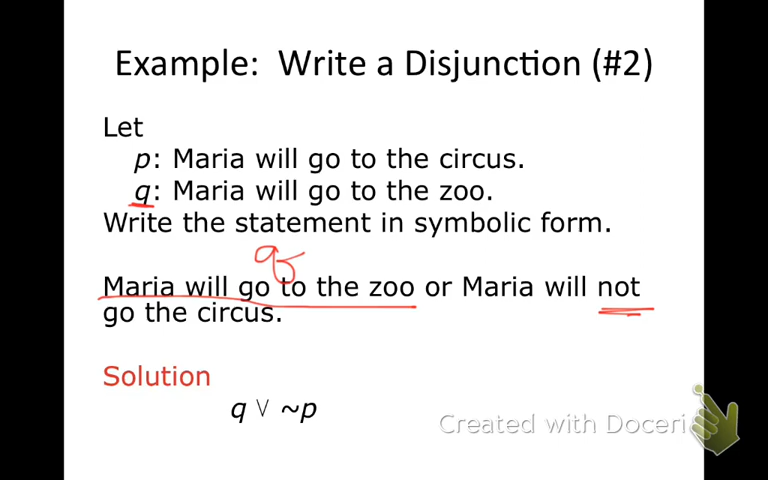 Example: Write a Disjunction (#2)
Let
p: Maria will go to the circus.
q: Maria will go to the zoo.
Write the statement in symbolic form.
q
Maria will go to the zoo or Maria will not
go the circus.
Solution
q ∨ ~p
Created with Doceri